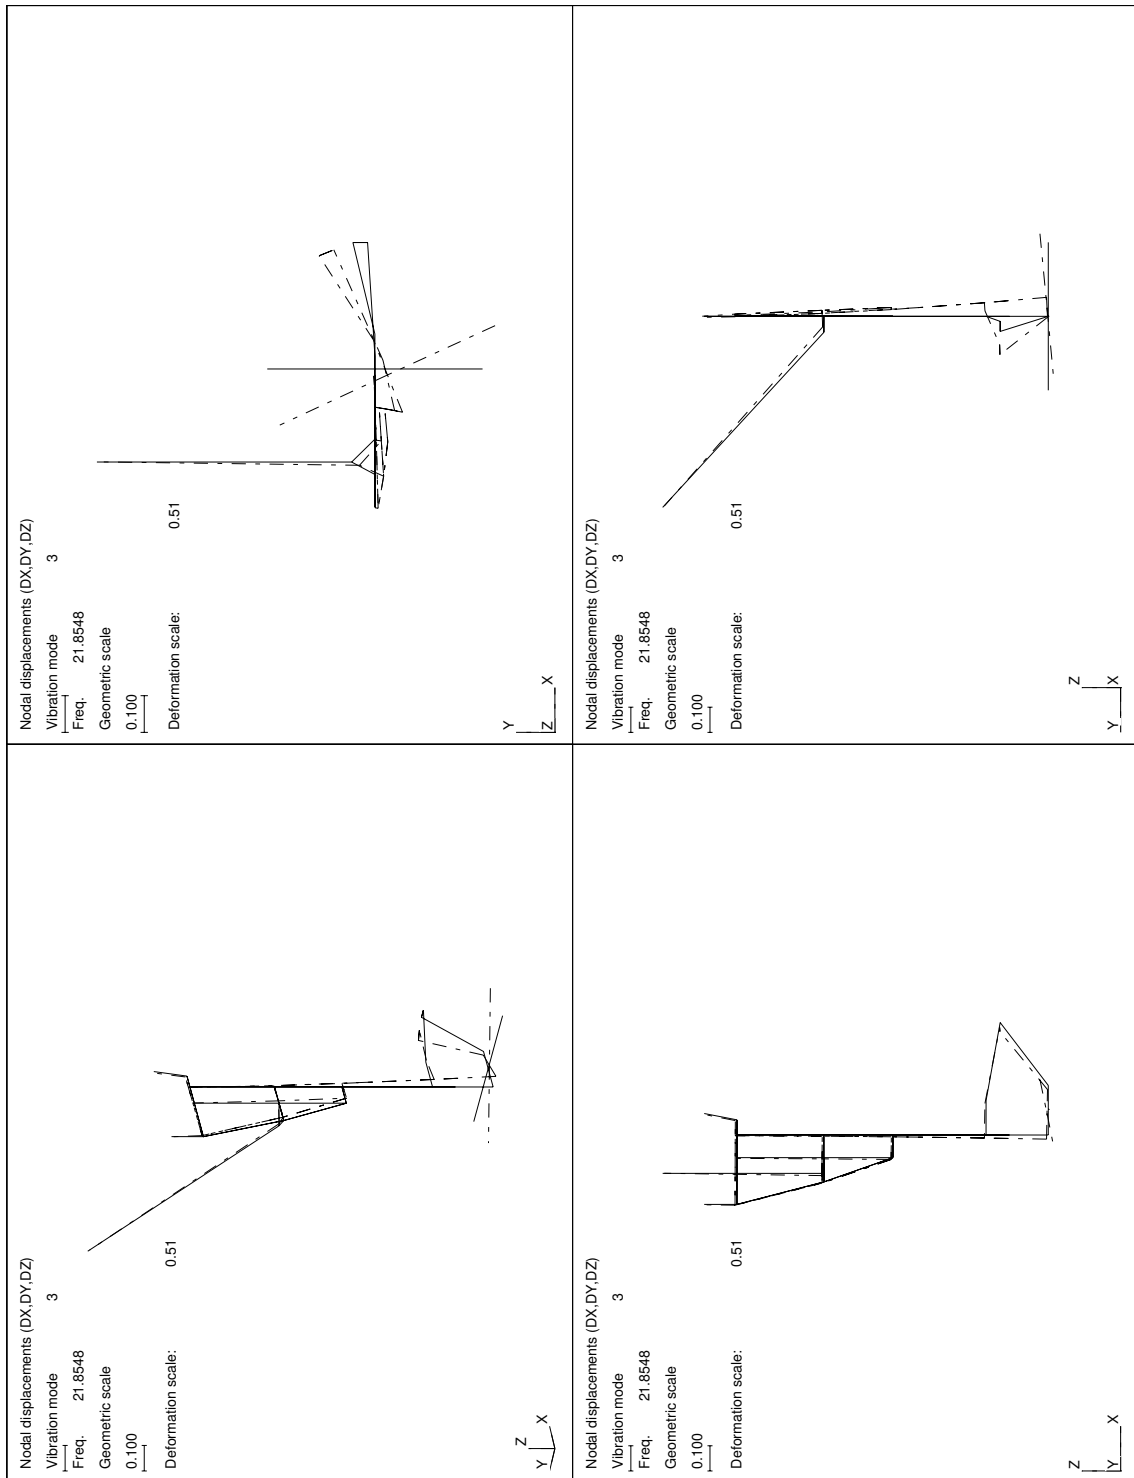 Nodal displacements (DX,DY,DZ)
Vibration mode 3
Freq. 21.8548
Geometric scale
0.100
Deformation scale: 0.51
Y
Z X
Nodal displacements (DX,DY,DZ)
Vibration mode 3
Freq. 21.8548
Geometric scale
0.100
Deformation scale: 0.51
Z
Y X
Nodal displacements (DX,DY,DZ)
Vibration mode 3
Freq. 21.8548
Geometric scale
0.100
Deformation scale: 0.51
Z
Y X
Nodal displacements (DX,DY,DZ)
Vibration mode 3
Freq. 21.8548
Geometric scale
0.100
Deformation scale: 0.51
Z
Y X